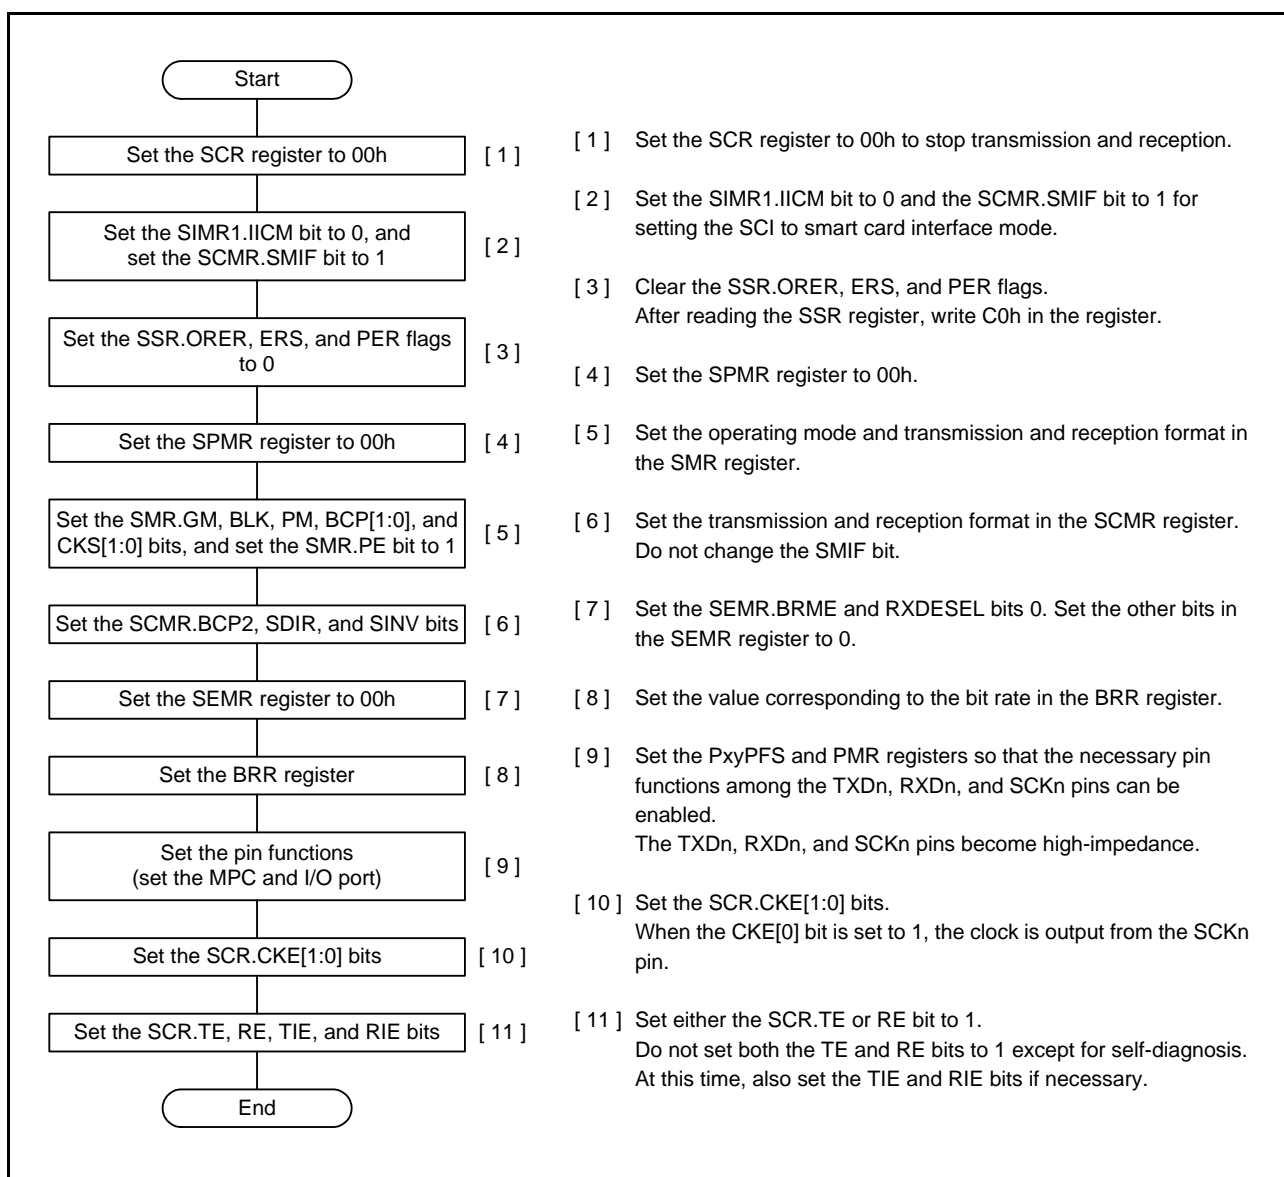 Start
Set the SCR register to 00h
[ 1 ]
Set the SIMR1.IICM bit to 0, and
set the SCMR.SMIF bit to 1
[ 2 ]
Set the SSR.ORER, ERS, and PER flags
to 0
[ 3 ]
Set the SPMR register to 00h
[ 4 ]
Set the SMR.GM, BLK, PM, BCP[1:0], and
CKS[1:0] bits, and set the SMR.PE bit to 1
[ 5 ]
Set the SCMR.BCP2, SDIR, and SINV bits
[ 6 ]
Set the SEMR register to 00h
[ 7 ]
Set the BRR register
[ 8 ]
Set the pin functions
(set the MPC and I/O port)
[ 9 ]
Set the SCR.CKE[1:0] bits
[ 10 ]
Set the SCR.TE, RE, TIE, and RIE bits
[ 11 ]
End
[ 1 ] Set the SCR register to 00h to stop transmission and reception.
[ 2 ] Set the SIMR1.IICM bit to 0 and the SCMR.SMIF bit to 1 for
setting the SCI to smart card interface mode.
[ 3 ] Clear the SSR.ORER, ERS, and PER flags.
After reading the SSR register, write C0h in the register.
[ 4 ] Set the SPMR register to 00h.
[ 5 ] Set the operating mode and transmission and reception format in
the SMR register.
[ 6 ] Set the transmission and reception format in the SCMR register.
Do not change the SMIF bit.
[ 7 ] Set the SEMR.BRME and RXDESEL bits 0. Set the other bits in
the SEMR register to 0.
[ 8 ] Set the value corresponding to the bit rate in the BRR register.
[ 9 ] Set the PxyPFS and PMR registers so that the necessary pin
functions among the TXDn, RXDn, and SCKn pins can be
enabled.
The TXDn, RXDn, and SCKn pins become high-impedance.
[ 10 ] Set the SCR.CKE[1:0] bits.
When the CKE[0] bit is set to 1, the clock is output from the SCKn
pin.
[ 11 ] Set either the SCR.TE or RE bit to 1.
Do not set both the TE and RE bits to 1 except for self-diagnosis.
At this time, also set the TIE and RIE bits if necessary.